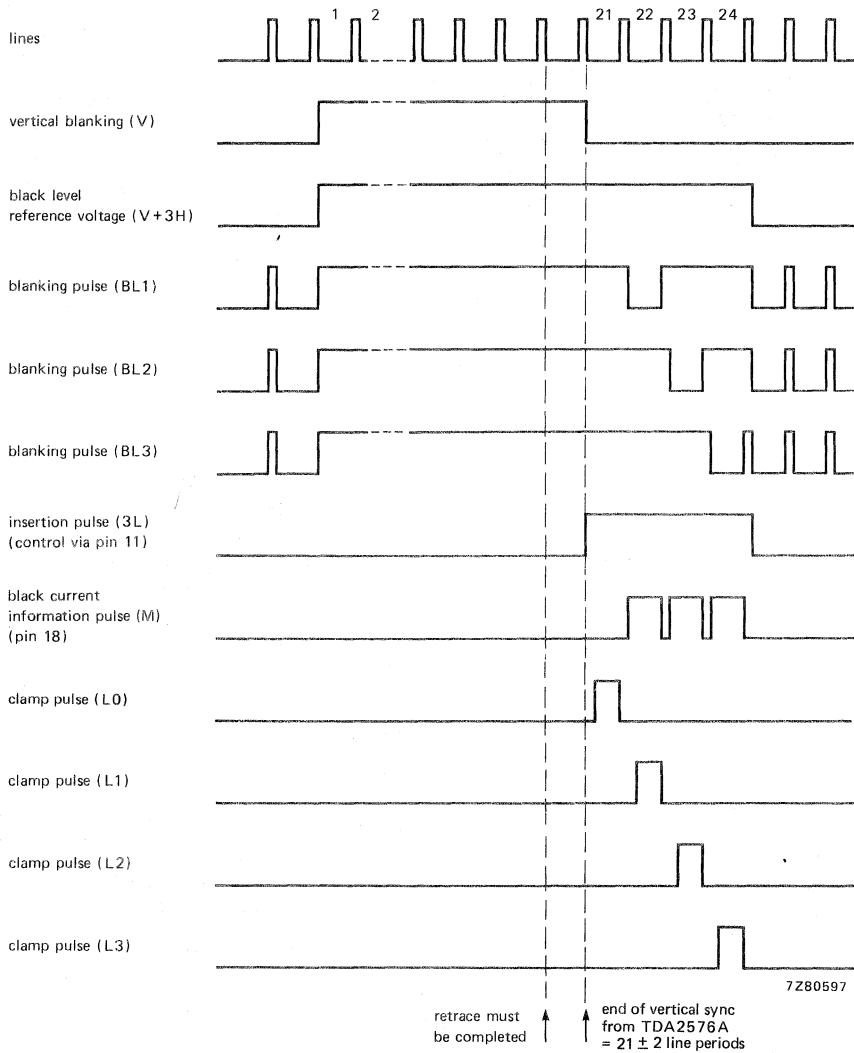 1 2 21 22 23 24
lines
vertical blanking (V)
black level
reference voltage (V+3H)
blanking pulse (BL1)
blanking pulse (BL2)
blanking pulse (BL3)
insertion pulse (3L)
(control via pin 11)
black current
information pulse (M)
(pin 18)
clamp pulse (L0)
clamp pulse (L1)
clamp pulse (L2)
clamp pulse (L3)
7Z80597
retrace must
be completed
end of vertical sync
from TDA2576A
= 21 ± 2 line periods